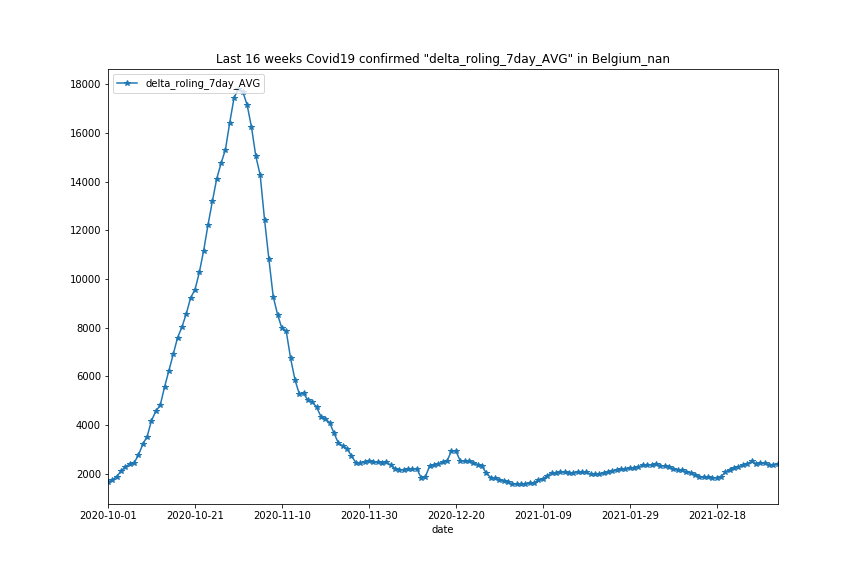 Last 16 weeks Covid19 confirmed "delta_roling_7day_AVG" in Belgium_nan
delta_roling_7day_AVG
18000
16000
14000
12000
10000
8000
6000
4000
2000
2020-10-01 2020-10-21 2020-11-10 2020-11-30 2020-12-20 2021-01-09 2021-01-29 2021-02-18
date